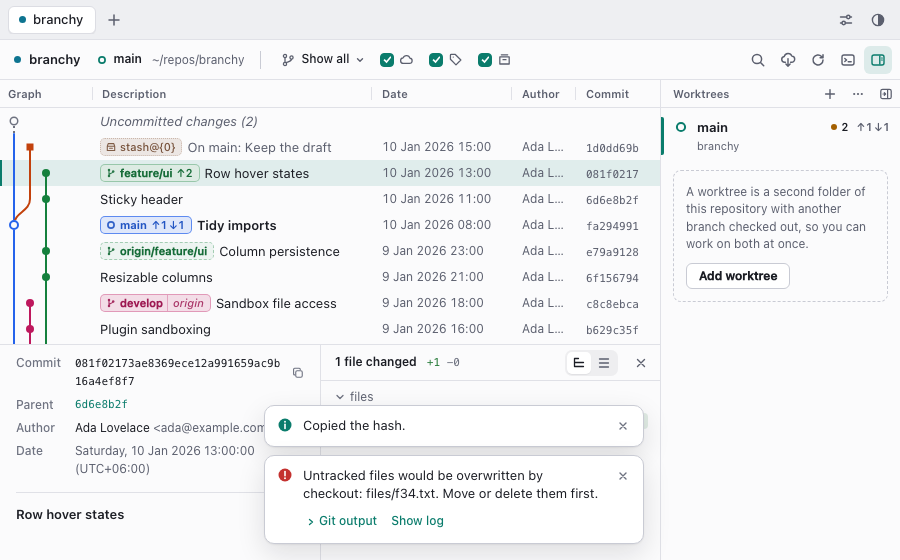 branchy
branchy main ~/repos/branchy Show all
Graph Description Date Author Commit
Worktrees
Uncommitted changes (2)
stash@{0} On main: Keep the draft 10 Jan 2026 15:00 Ada L... 1d0dd69b
feature/ui ↑2 Row hover states 10 Jan 2026 13:00 Ada L... 081f0217
Sticky header 10 Jan 2026 11:00 Ada L... 6d6e8b2f
main ↑1↓1 Tidy imports 10 Jan 2026 08:00 Ada L... fa294991
origin/feature/ui Column persistence 9 Jan 2026 23:00 Ada L... e79a9128
Resizable columns 9 Jan 2026 21:00 Ada L... 6f156794
develop origin Sandbox file access 9 Jan 2026 18:00 Ada L... c8c8ebca
Plugin sandboxing 9 Jan 2026 16:00 Ada L... b629c35f
main 2 ↑1↓1
branchy
A worktree is a second folder of
this repository with another
branch checked out, so you can
work on both at once.
Add worktree
Commit 081f02173ae8369ece12a991659ac9b
16a4ef8f7
Parent 6d6e8b2f
Author Ada Lovelace <ada@example.com
Date Saturday, 10 Jan 2026 13:00:00
(UTC+06:00)
Row hover states
1 file changed +1 −0
files
Copied the hash.
Untracked files would be overwritten by
checkout: files/f34.txt. Move or delete them first.
Git output Show log